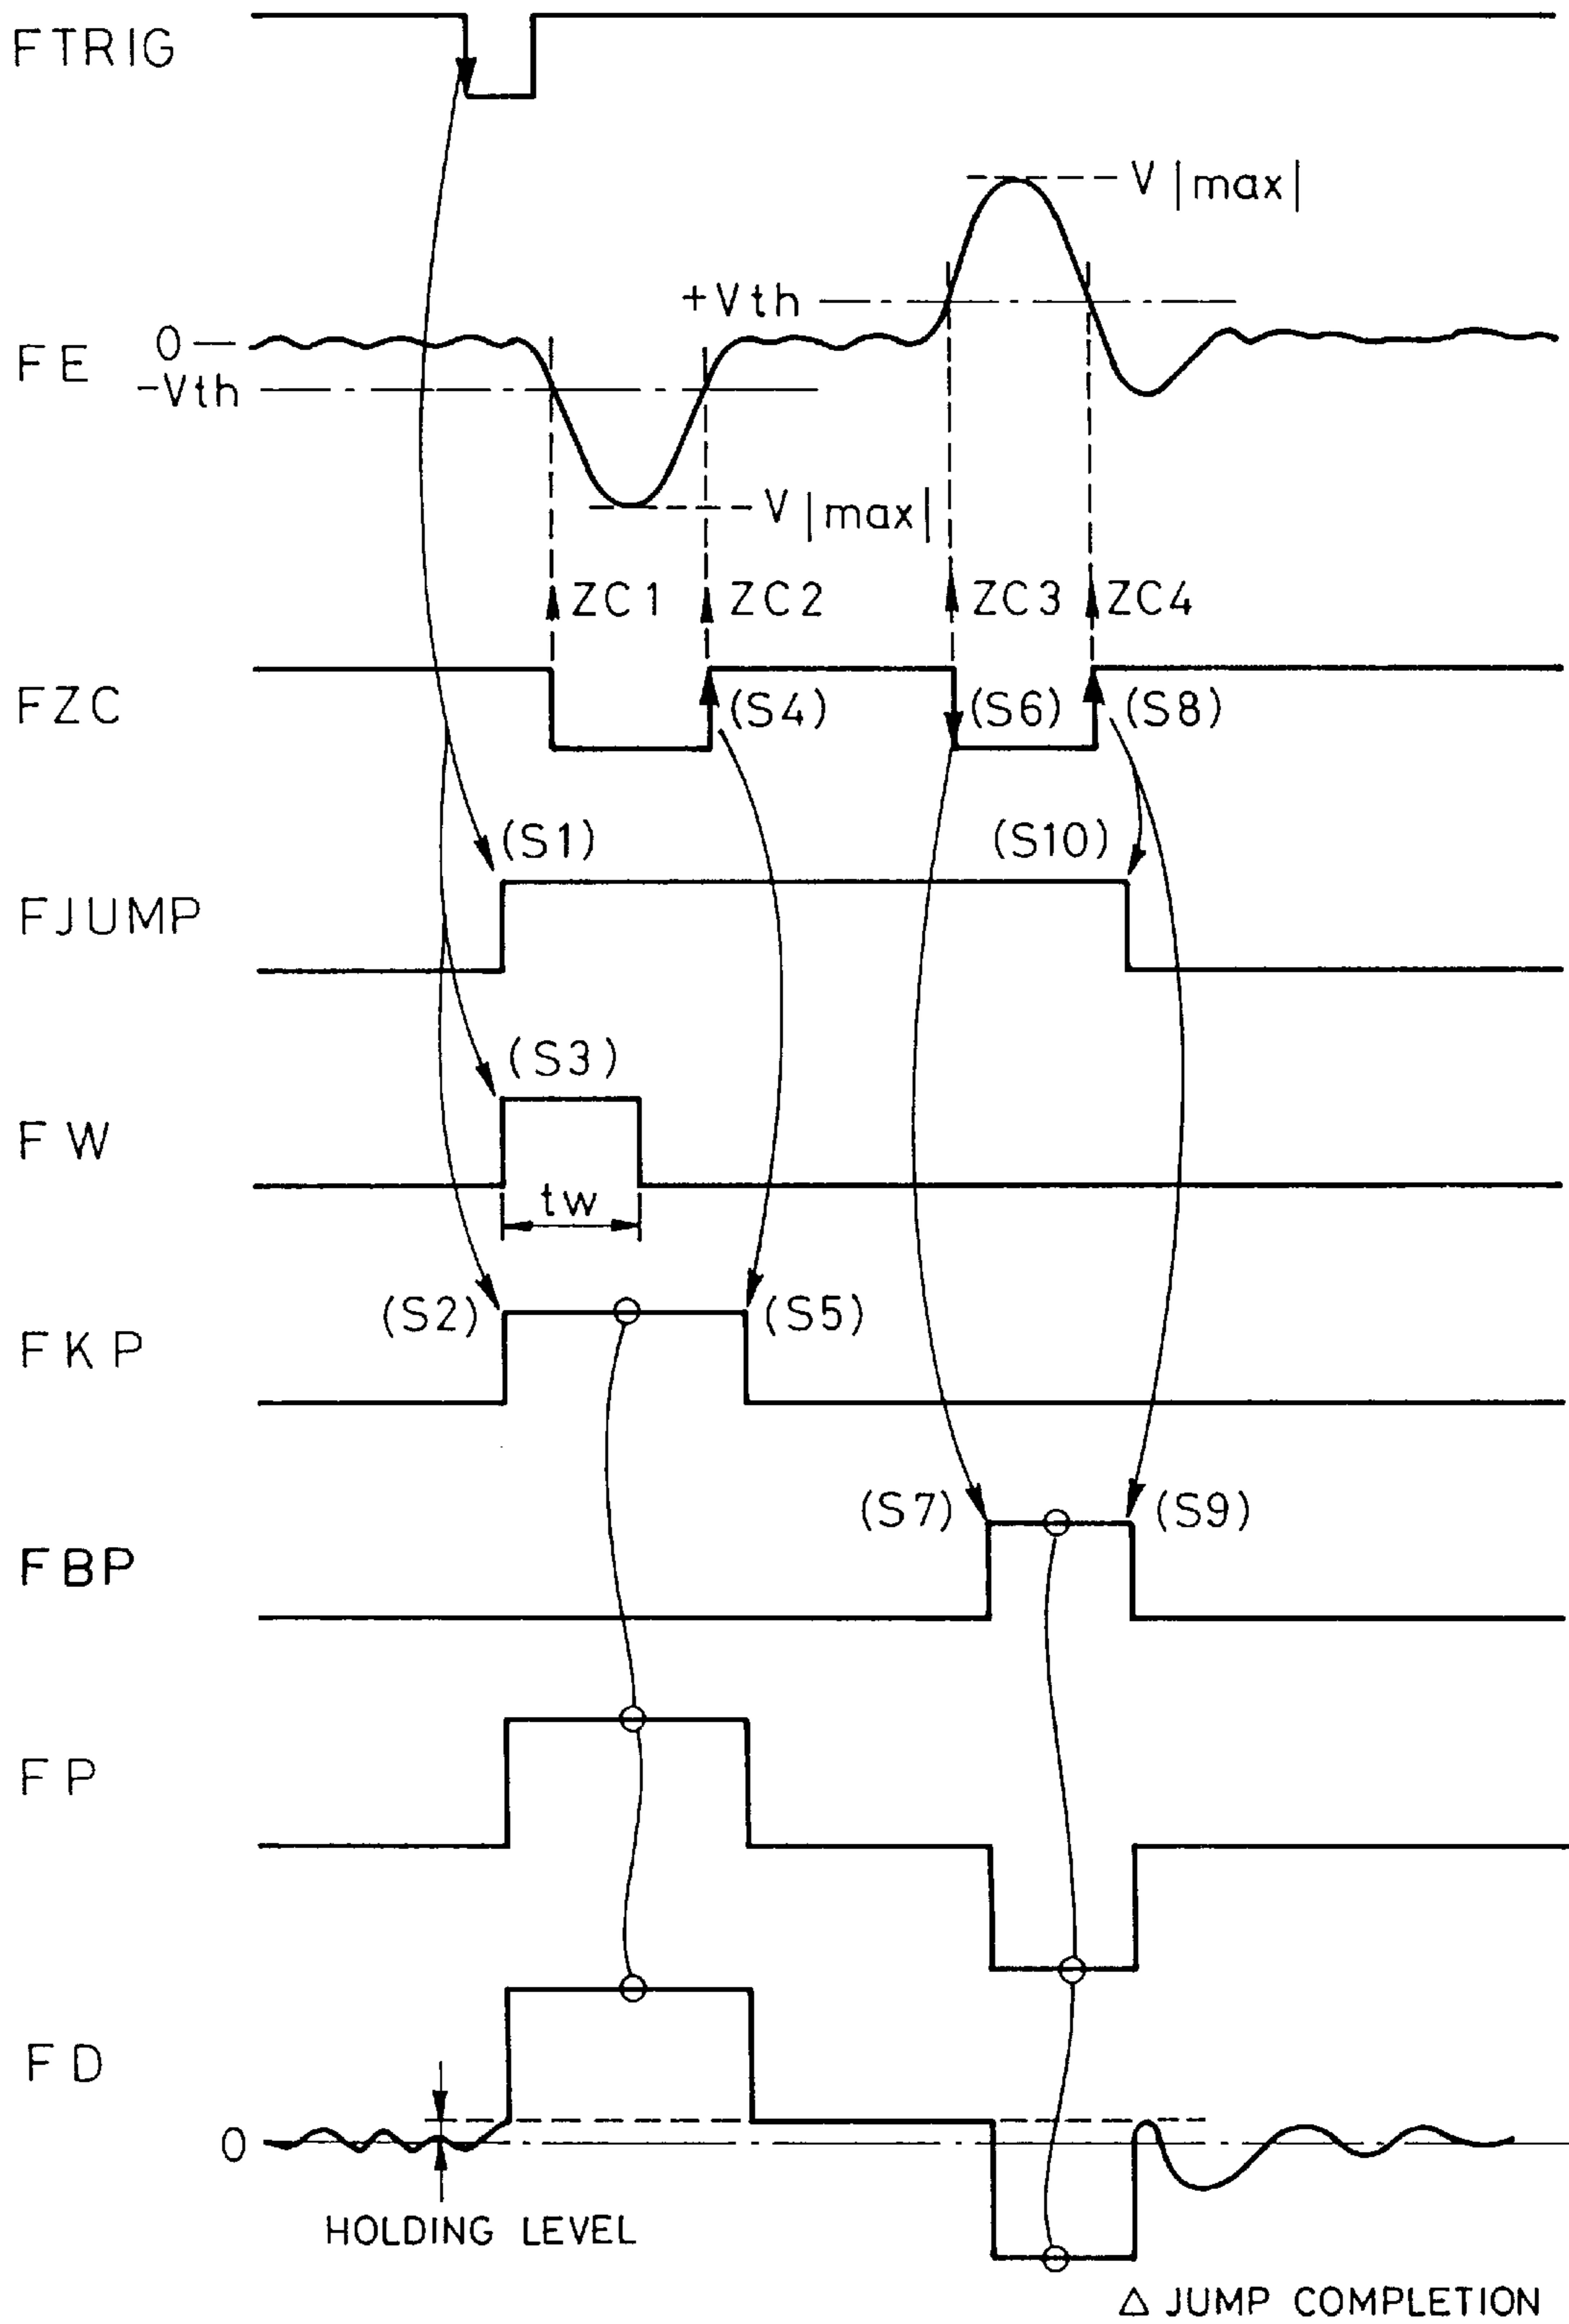 FTRIG
V|max|
+Vth
0
FE
-Vth
V|max|
ZC1 ZC2 ZC3 ZC4
FZC (S4) (S6) (S8)
(S1) (S10)
FJUMP
(S3)
FW
tw
(S2) (S5)
FKP
(S7) (S9)
FBP
FP
FD
0
HOLDING LEVEL
△ JUMP COMPLETION